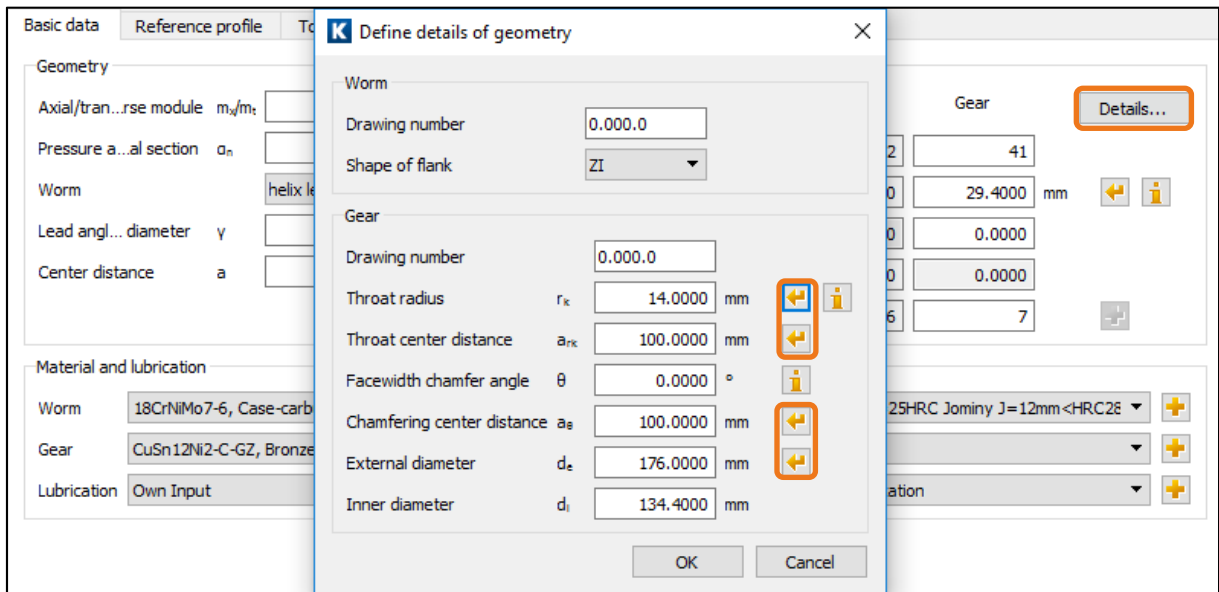 Basic data Reference profile To
K Define details of geometry
Geometry
Worm
Axial/tran...rse module mₓ/mₜ
Drawing number 0.000.0
Gear Details...
Pressure a...al section αₙ
Shape of flank ZI
2 41
Worm helix le
0 29.4000 mm
Gear
Lead angl... diameter γ
Drawing number 0.000.0
0 0.0000
Center distance a
Throat radius rₖ 14.0000 mm
0 0.0000
Throat center distance aᵣₖ 100.0000 mm
6 7
Material and lubrication
Facewidth chamfer angle θ 0.0000 °
Worm 18CrNiMo7-6, Case-carb
Chamfering center distance aθ 100.0000 mm
25HRC Jominy J=12mm<HRC28
Gear CuSn12Ni2-C-GZ, Bronze
External diameter dₑ 176.0000 mm
Lubrication Own Input
Inner diameter dᵢ 134.4000 mm
ation
OK Cancel